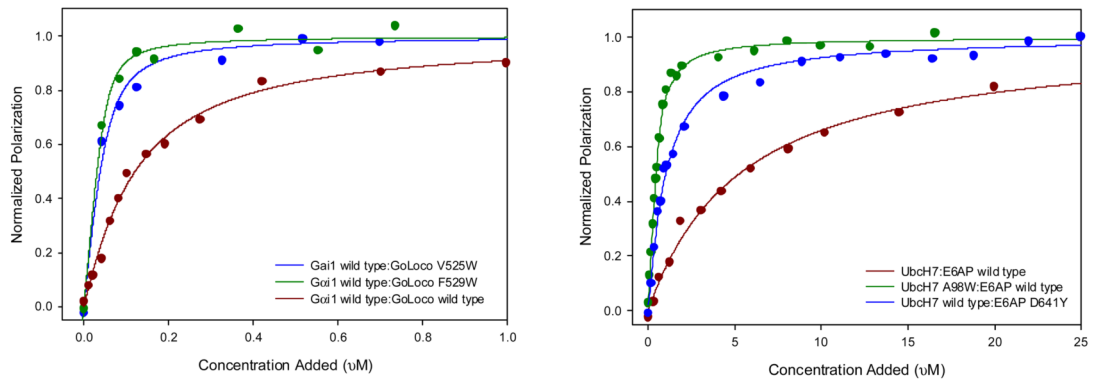 1.0
0.8
0.6
0.4
0.2
0.0
Normalized Polarization
Gai1 wild type:GoLoco V525W
Gαi1 wild type:GoLoco F529W
Gαi1 wild type:GoLoco wild type
0.0 0.2 0.4 0.6 0.8 1.0
Concentration Added (υM)
1.0
0.8
0.6
0.4
0.2
0.0
Normalized Polarization
UbcH7:E6AP wild type
UbcH7 A98W:E6AP wild type
UbcH7 wild type:E6AP D641Y
0 5 10 15 20 25
Concentration Added (υM)